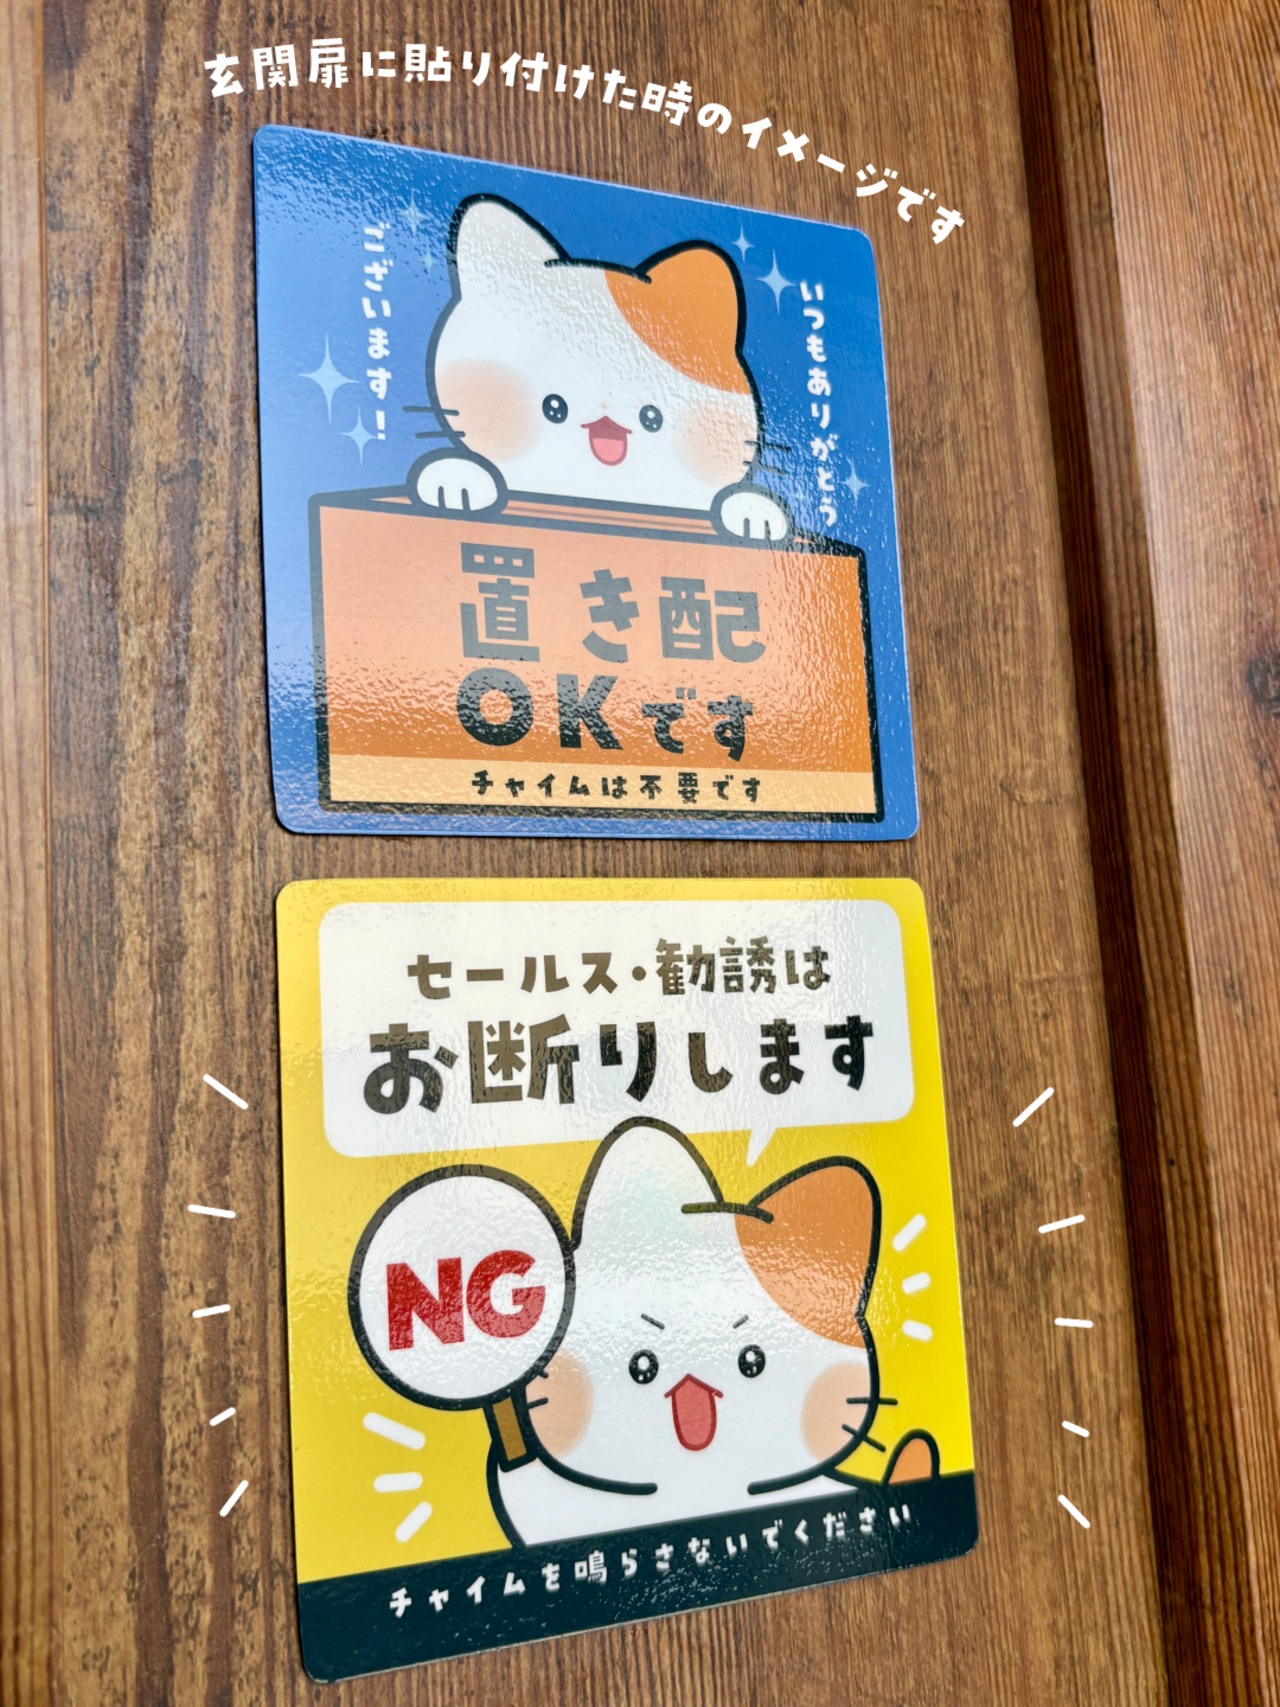 玄関扉に貼り付けた時のイメージです
いつもありがとう
ございます!
置き配
OKです
チャイムは不要です
セールス・勧誘は
お断りします
NG
チャイムを鳴らさないでください